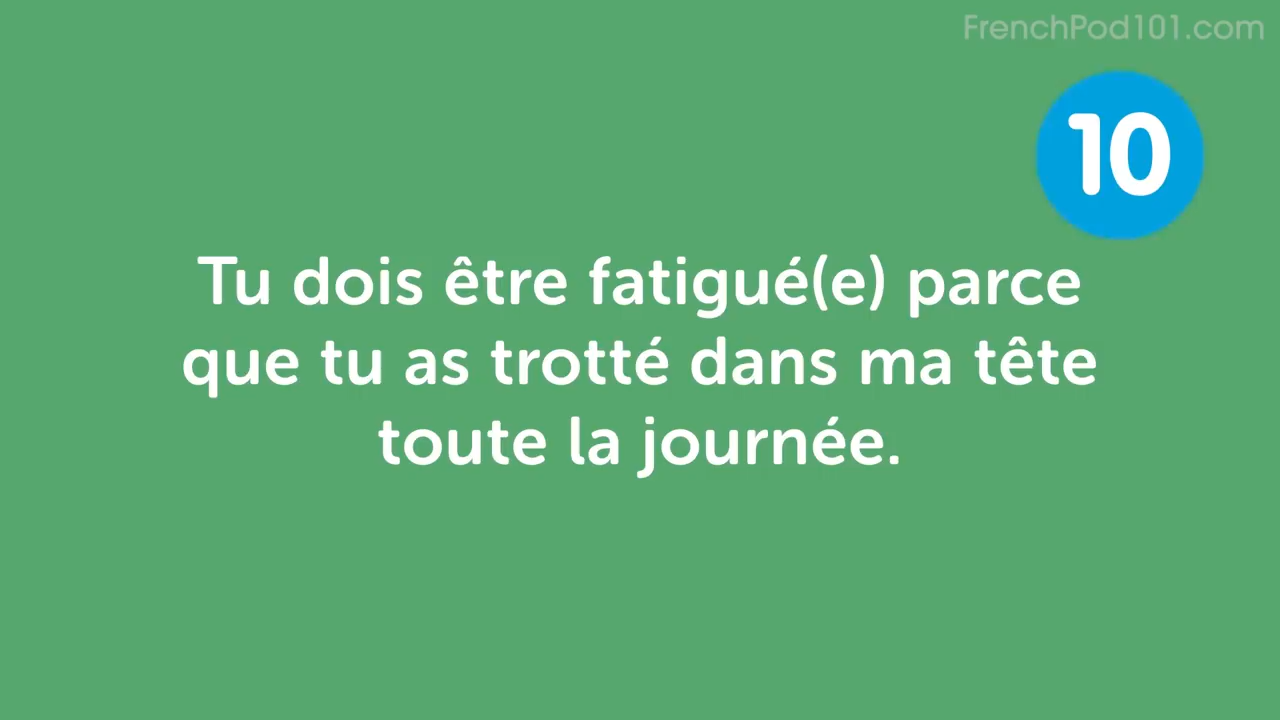 FrenchPod101.com
10
Tu dois être fatigué(e) parce
que tu as trotté dans ma tête
toute la journée.